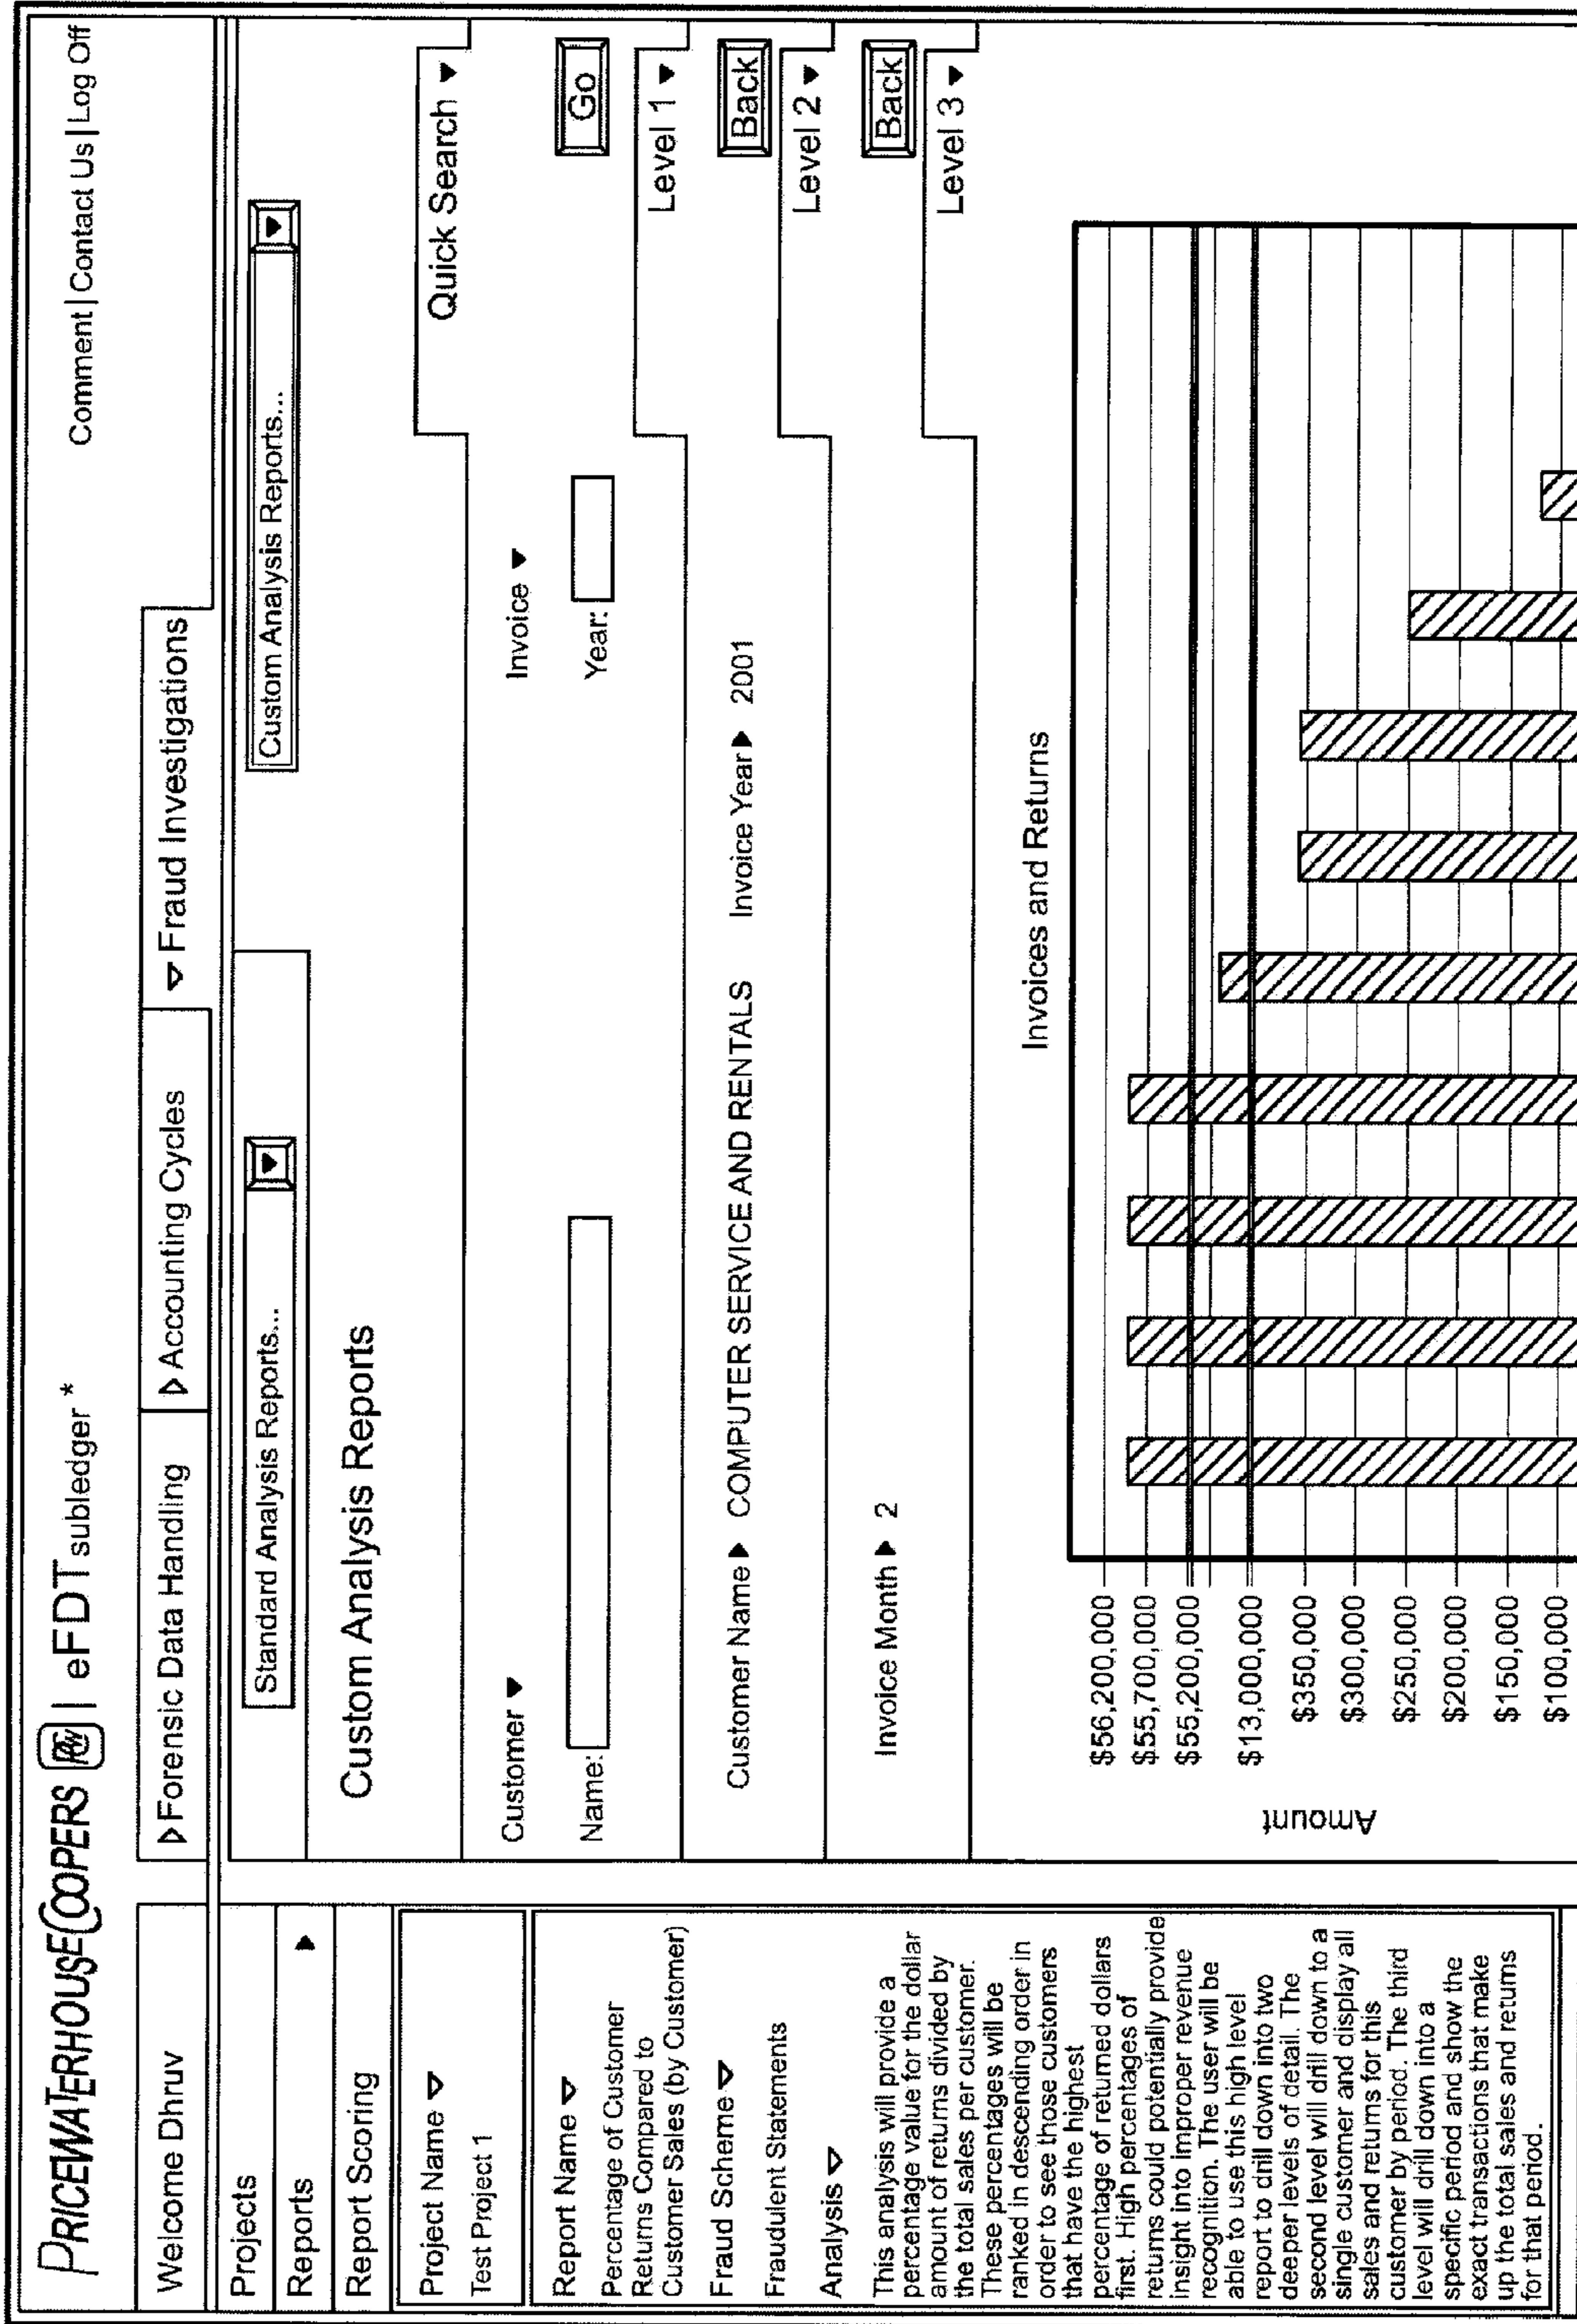 PRICEWATERHOUSECOOPERS PwC | eFDT subledger *
Comment | Contact Us | Log Off
Welcome Dhruv
Forensic Data Handling
Accounting Cycles
Fraud Investigations
Projects
Reports
Report Scoring
Project Name
Test Project 1
Report Name
Percentage of Customer
Returns Compared to
Customer Sales (by Customer)
Fraud Scheme
Fraudulent Statements
Analysis
This analysis will provide a
percentage value for the dollar
amount of returns divided by
the total sales per customer.
These percentages will be
ranked in descending order in
order to see those customers
that have the highest
percentage of returned dollars
first. High percentages of
returns could potentially provide
insight into improper revenue
recognition. The user will be
able to use this high level
report to drill down into two
deeper levels of detail. The
second level will drill down to a
single customer and display all
sales and returns for this
customer by period. The third
level will drill down into a
specific period and show the
exact transactions that make
up the total sales and returns
for that period.
Standard Analysis Reports...
Custom Analysis Reports...
Custom Analysis Reports
Quick Search
Customer
Invoice
Name:
Year:
Go
Level 1
Customer Name COMPUTER SERVICE AND RENTALS Invoice Year 2001
Back
Level 2
Invoice Month 2
Back
Level 3
Invoices and Returns
Amount
$56,200,000
$55,700,000
$55,200,000
$13,000,000
$350,000
$300,000
$250,000
$200,000
$150,000
$100,000